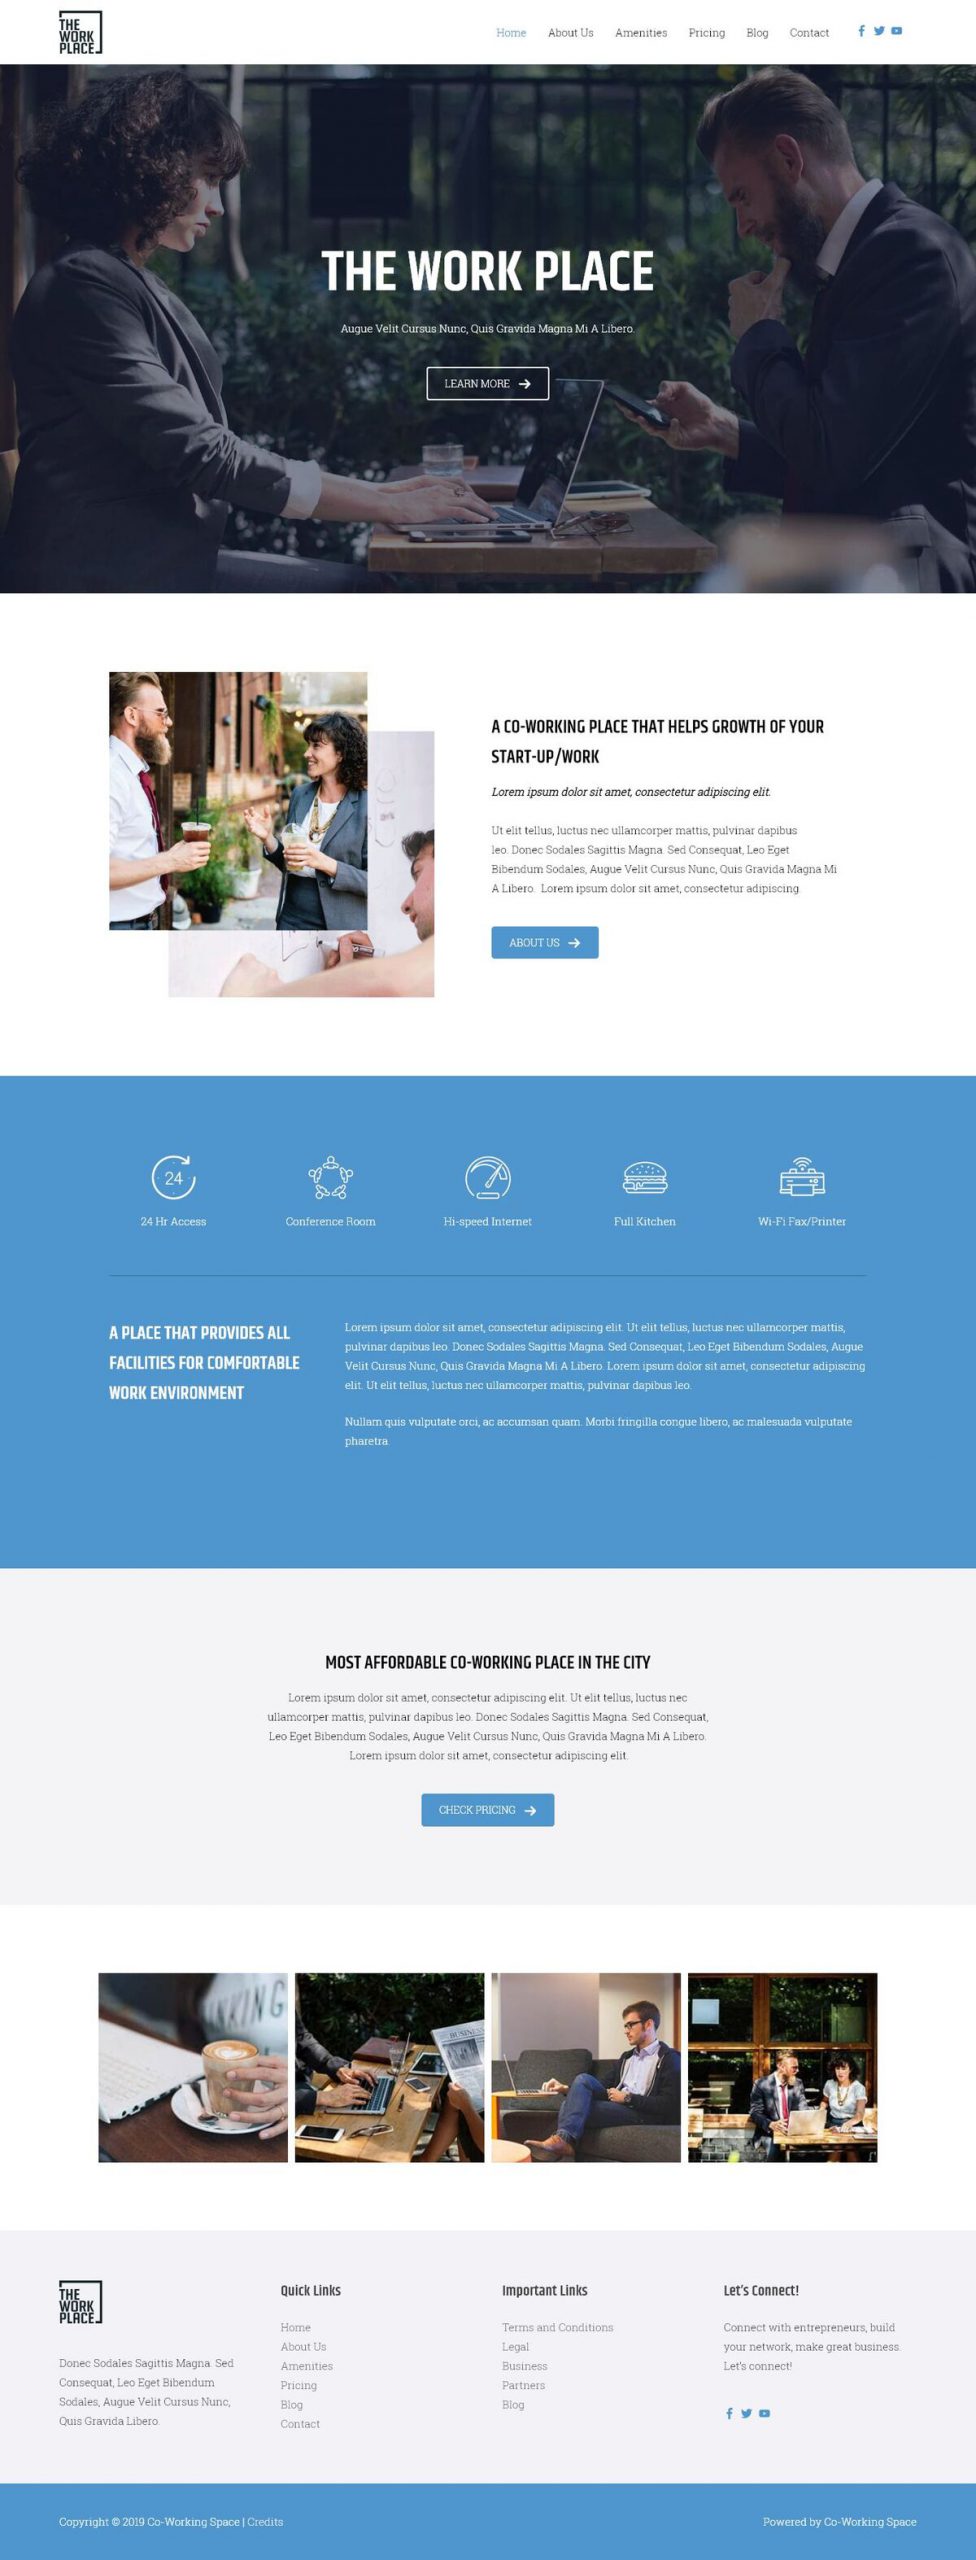 THE
WORK
PLACE
Home About Us Amenities Pricing Blog Contact
THE WORK PLACE
Augue Velit Cursus Nunc, Quis Gravida Magna Mi A Libero.
LEARN MORE
A CO-WORKING PLACE THAT HELPS GROWTH OF YOUR
START-UP/WORK
Lorem ipsum dolor sit amet, consectetur adipiscing elit.
Ut elit tellus, luctus nec ullamcorper mattis, pulvinar dapibus
leo. Donec Sodales Sagittis Magna. Sed Consequat, Leo Eget
Bibendum Sodales, Augue Velit Cursus Nunc, Quis Gravida Magna Mi
A Libero. Lorem ipsum dolor sit amet, consectetur adipiscing.
ABOUT US
24
24 Hr Access
Conference Room
Hi-speed Internet
Full Kitchen
Wi-Fi Fax/Printer
A PLACE THAT PROVIDES ALL
FACILITIES FOR COMFORTABLE
WORK ENVIRONMENT
Lorem ipsum dolor sit amet, consectetur adipiscing elit. Ut elit tellus, luctus nec ullamcorper mattis,
pulvinar dapibus leo. Donec Sodales Sagittis Magna. Sed Consequat, Leo Eget Bibendum Sodales, Augue
Velit Cursus Nunc, Quis Gravida Magna Mi A Libero. Lorem ipsum dolor sit amet, consectetur adipiscing
elit. Ut elit tellus, luctus nec ullamcorper mattis, pulvinar dapibus leo.
Nullam quis vulputate orci, ac accumsan quam. Morbi fringilla congue libero, ac malesuada vulputate
pharetra.
MOST AFFORDABLE CO-WORKING PLACE IN THE CITY
Lorem ipsum dolor sit amet, consectetur adipiscing elit. Ut elit tellus, luctus nec
ullamcorper mattis, pulvinar dapibus leo. Donec Sodales Sagittis Magna. Sed Consequat,
Leo Eget Bibendum Sodales, Augue Velit Cursus Nunc, Quis Gravida Magna Mi A Libero.
Lorem ipsum dolor sit amet, consectetur adipiscing elit.
CHECK PRICING
BUSINESS
THE
WORK
PLACE
Donec Sodales Sagittis Magna. Sed
Consequat, Leo Eget Bibendum
Sodales, Augue Velit Cursus Nunc,
Quis Gravida Libero.
Quick Links
Home
About Us
Amenities
Pricing
Blog
Contact
Important Links
Terms and Conditions
Legal
Business
Partners
Blog
Let's Connect!
Connect with entrepreneurs, build
your network, make great business.
Let's connect!
Copyright © 2019 Co-Working Space | Credits
Powered by Co-Working Space